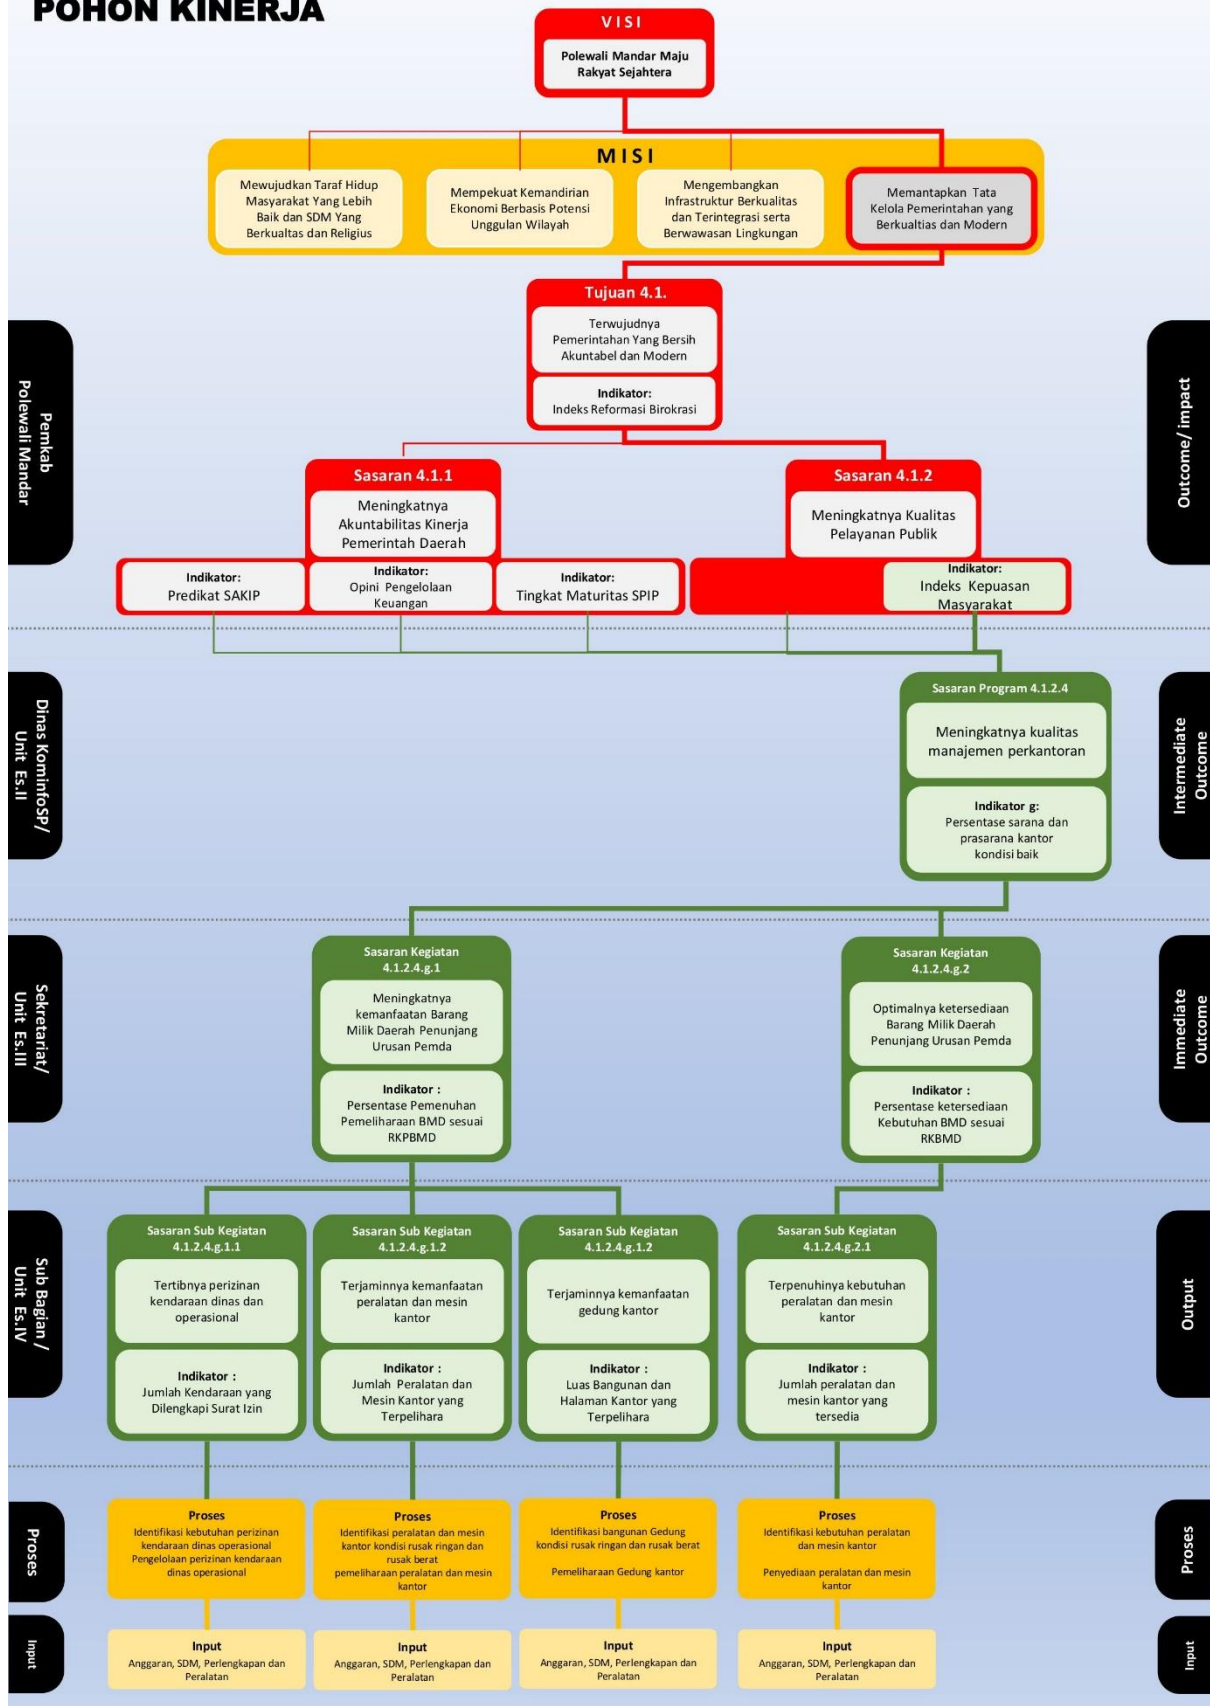 POHON KINERJA
VISI
Polewali Mandar Maju
Rakyat Sejahtera
MISI
Mewujudkan Taraf Hidup
Masyarakat Yang Lebih
Baik dan SDM Yang
Berkualtas dan Religius
Mempekuat Kemandirian
Ekonomi Berbasis Potensi
Unggulan Wilayah
Mengembangkan
Infrastruktur Berkualitas
dan Terintegrasi serta
Berwawasan Lingkungan
Memantapkan Tata
Kelola Pemerintahan yang
Berkualtias dan Modern
Tujuan 4.1.
Terwujudnya
Pemerintahan Yang Bersih
Akuntabel dan Modern
Indikator:
Indeks Reformasi Birokrasi
Pemkab
Polewali Mandar
Outcome/ impact
Sasaran 4.1.1
Meningkatnya
Akuntabilitas Kinerja
Pemerintah Daerah
Indikator:
Predikat SAKIP
Indikator:
Opini Pengelolaan
Keuangan
Indikator:
Tingkat Maturitas SPIP
Sasaran 4.1.2
Meningkatnya Kualitas
Pelayanan Publik
Indikator:
Indeks Kepuasan
Masyarakat
Dinas KominfoSP/
Unit Es.II
Intermediate
Outcome
Sasaran Program 4.1.2.4
Meningkatnya kualitas
manajemen perkantoran
Indikator g:
Persentase sarana dan
prasarana kantor
kondisi baik
Sekretariat/
Unit Es.III
Immediate
Outcome
Sasaran Kegiatan
4.1.2.4.g.1
Meningkatnya
kemanfaatan Barang
Milik Daerah Penunjang
Urusan Pemda
Indikator :
Persentase Pemenuhan
Pemeliharaan BMD sesuai
RKPBMD
Sasaran Kegiatan
4.1.2.4.g.2
Optimalnya ketersediaan
Barang Milik Daerah
Penunjang Urusan Pemda
Indikator :
Persentase ketersediaan
Kebutuhan BMD sesuai
RKBMD
Sub Bagian /
Unit Es.IV
Output
Sasaran Sub Kegiatan
4.1.2.4.g.1.1
Tertibnya perizinan
kendaraan dinas dan
operasional
Indikator :
Jumlah Kendaraan yang
Dilengkapi Surat Izin
Sasaran Sub Kegiatan
4.1.2.4.g.1.2
Terjaminnya kemanfaatan
peralatan dan mesin
kantor
Indikator :
Jumlah Peralatan dan
Mesin Kantor yang
Terpelihara
Sasaran Sub Kegiatan
4.1.2.4.g.1.2
Terjaminnya kemanfaatan
gedung kantor
Indikator :
Luas Bangunan dan
Halaman Kantor yang
Terpelihara
Sasaran Sub Kegiatan
4.1.2.4.g.2.1
Terpenuhinya kebutuhan
peralatan dan mesin
kantor
Indikator :
Jumlah peralatan dan
mesin kantor yang
tersedia
Proses
Proses
Proses
Identifikasi kebutuhan perizinan
kendaraan dinas operasional
Pengelolaan perizinan kendaraan
dinas operasional
Proses
Identifikasi peralatan dan mesin
kantor kondisi rusak ringan dan
rusak berat
pemeliharaan peralatan dan mesin
kantor
Proses
Identifikasi bangunan Gedung
kondisi rusak ringan dan rusak berat
Pemeliharaan Gedung kantor
Proses
Identifikasi kebutuhan peralatan
dan mesin kantor
Penyediaan peralatan dan mesin
kantor
Input
Input
Input
Anggaran, SDM, Perlengkapan dan
Peralatan
Input
Anggaran, SDM, Perlengkapan dan
Peralatan
Input
Anggaran, SDM, Perlengkapan dan
Peralatan
Input
Anggaran, SDM, Perlengkapan dan
Peralatan